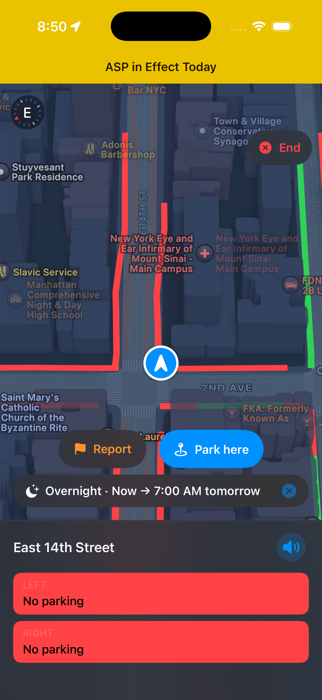 8:50
ASP in Effect Today
E
Bar NYC
Adonis
Barbershop
Town & Village
Conservative
Synago
End
Stuyvesant
Park Residence
E 14TH ST
New York Eye and
Ear Infirmary of
Mount Sinai -
Main Campus
New York Eye and
Ear Infirmary of
Mount Sinai -
Main Campus
Slavic Service
Manhattan
Comprehensive
Night & Day
High School
FDN
28 L
2ND AVE
Saint Mary's
Catholic
Church of the
Byzantine Rite
FKA: Formerly
Known As
Report
Park here
Overnight · Now → 7:00 AM tomorrow
East 14th Street
LEFT
No parking
RIGHT
No parking